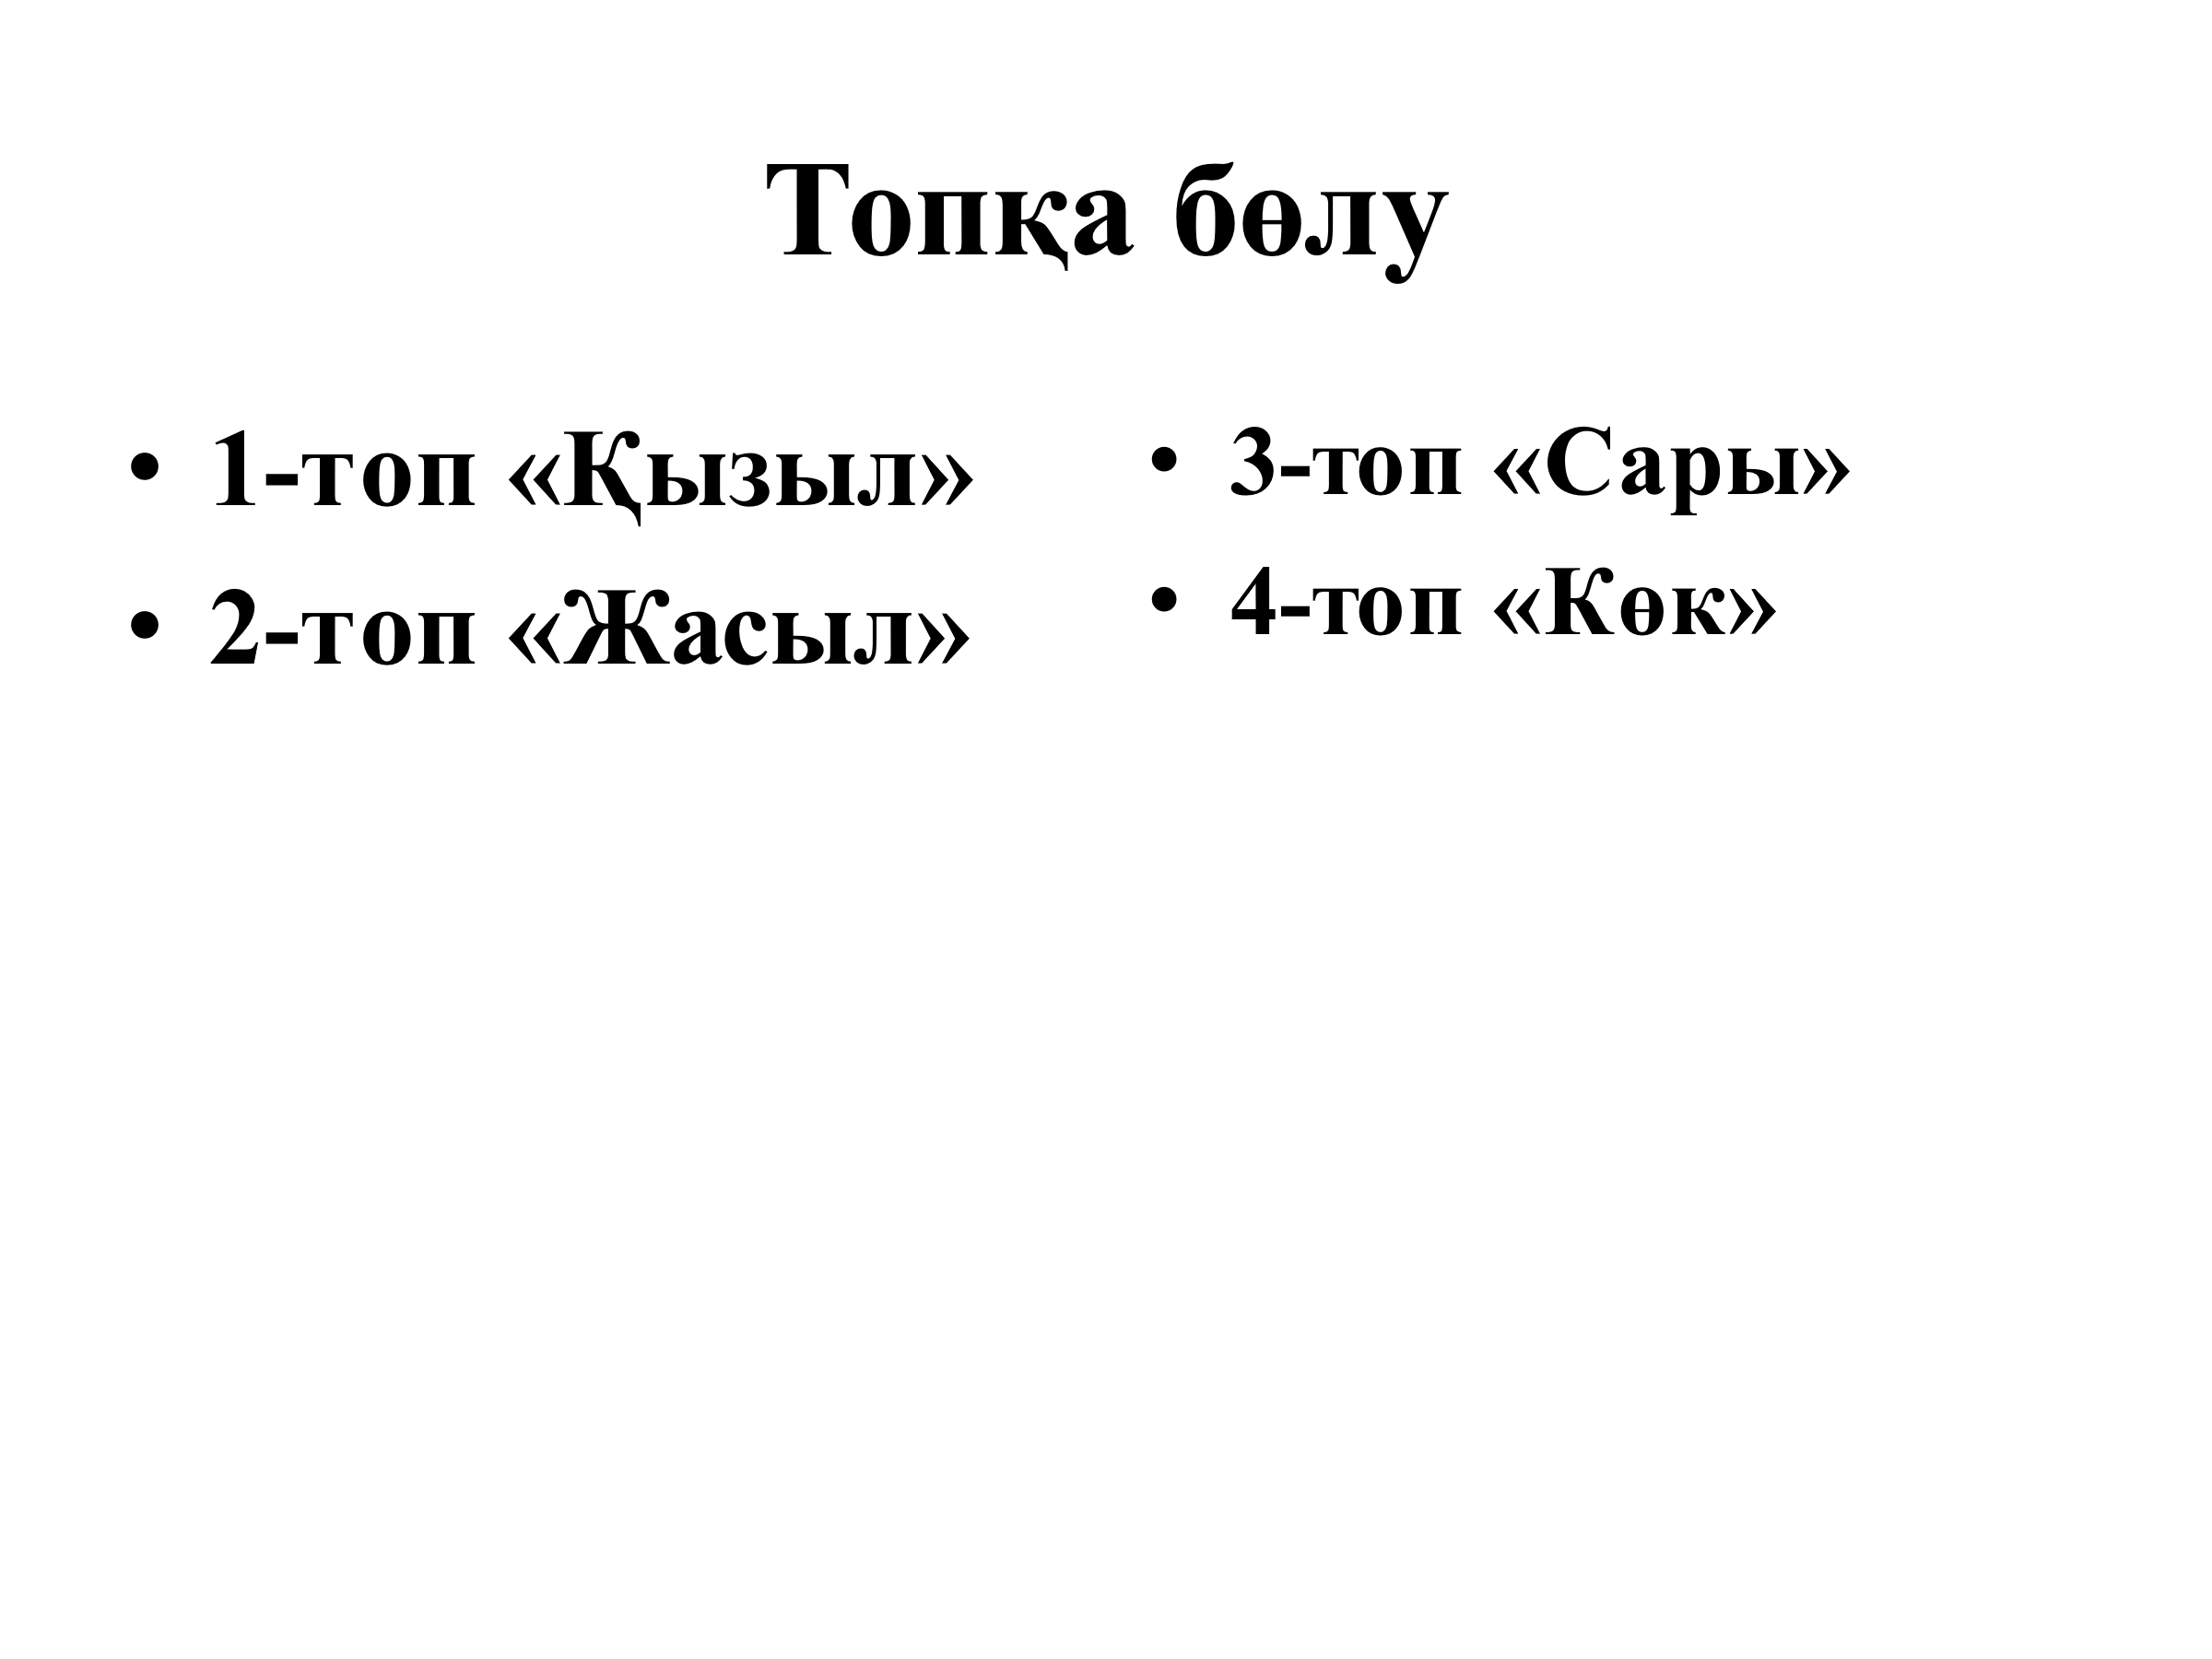 Топқа бөлу
• 1-топ «Қызыл»
• 2-топ «Жасыл»
• 3-топ «Сары»
• 4-топ «Көк»